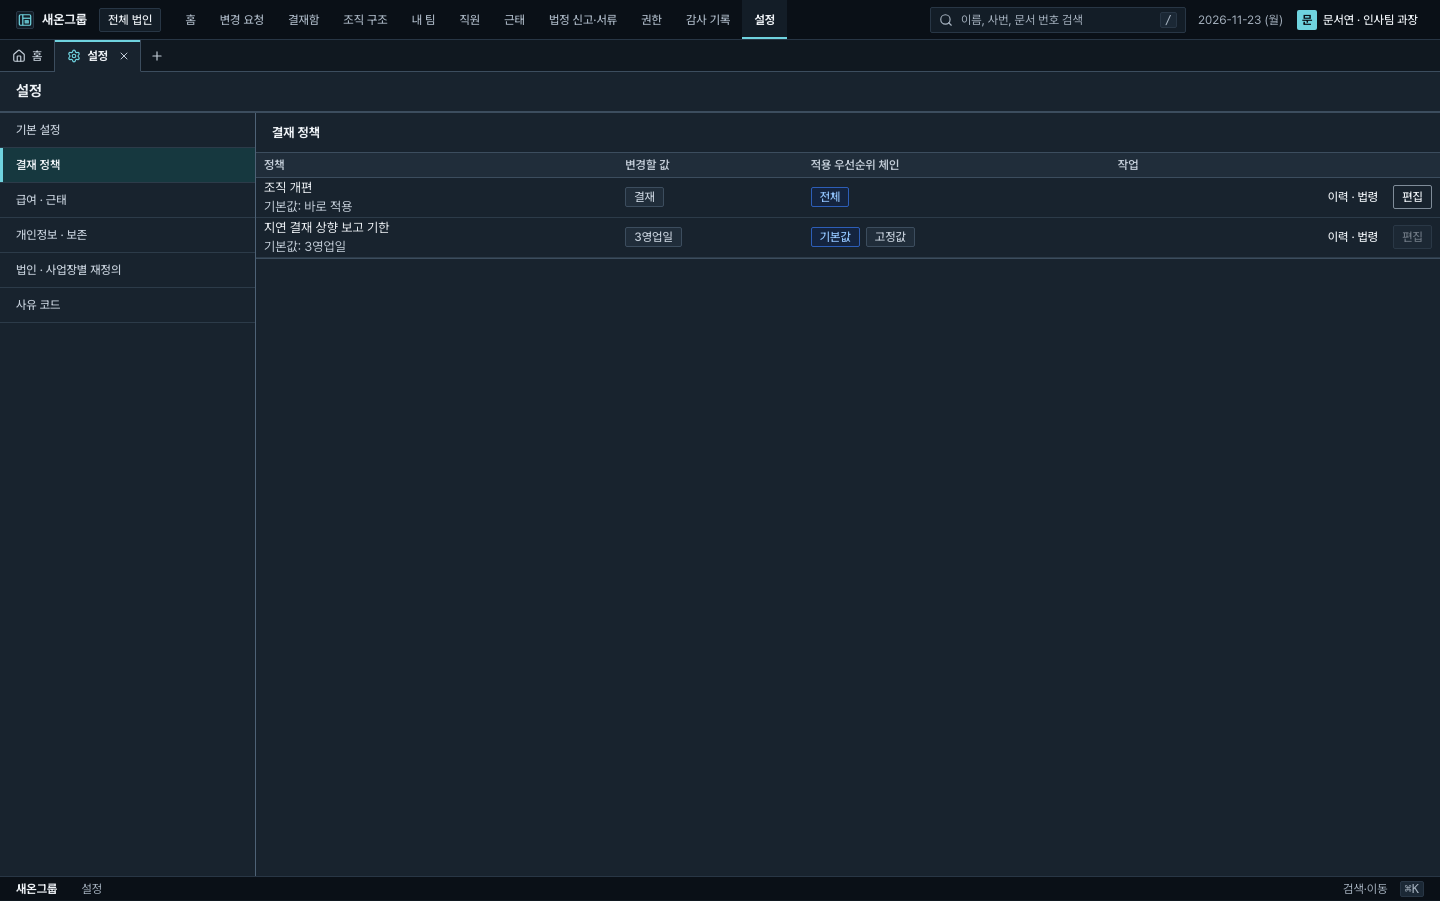 새온그룹 전체 법인 홈 변경 요청 결재함 조직 구조 내 팀 직원 근태 법정 신고·서류 권한 감사 기록 설정 이름, 사번, 문서 번호 검색 / 2026-11-23 (월) 문 문서연 · 인사팀 과장
홈 설정
설정
기본 설정
결재 정책
급여 · 근태
개인정보 · 보존
법인 · 사업장별 재정의
사유 코드
결재 정책
정책 변경할 값 적용 우선순위 체인 작업
조직 개편
기본값: 바로 적용
결재 전체 이력 · 법령 편집
지연 결재 상향 보고 기한
기본값: 3영업일
3영업일 기본값 고정값 이력 · 법령 편집
새온그룹 설정 검색·이동 ⌘K